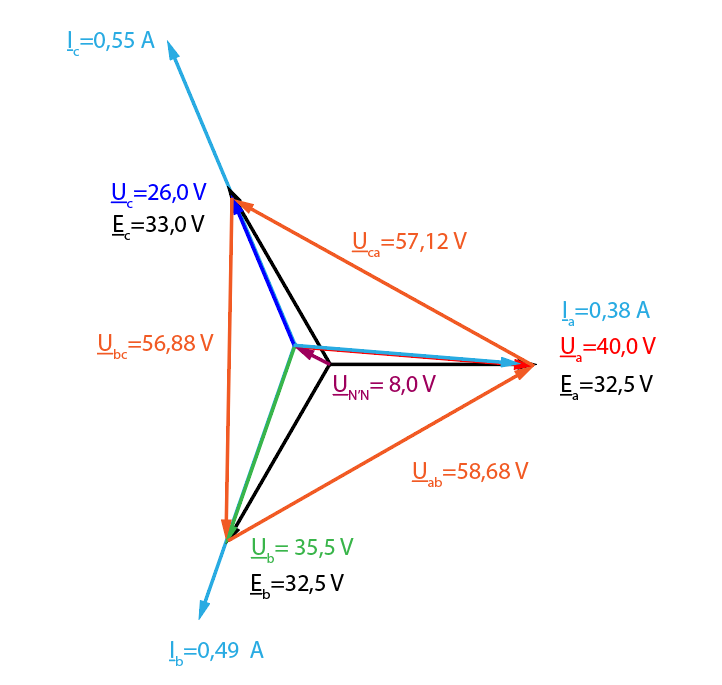 I_c=0,55 A
U_c=26,0 V
E_c=33,0 V
U_ca=57,12 V
I_a=0,38 A
U_bc=56,88 V
U_a=40,0 V
U_N'N= 8,0 V
E_a=32,5 V
U_ab=58,68 V
U_b= 35,5 V
E_b=32,5 V
I_b=0,49 A